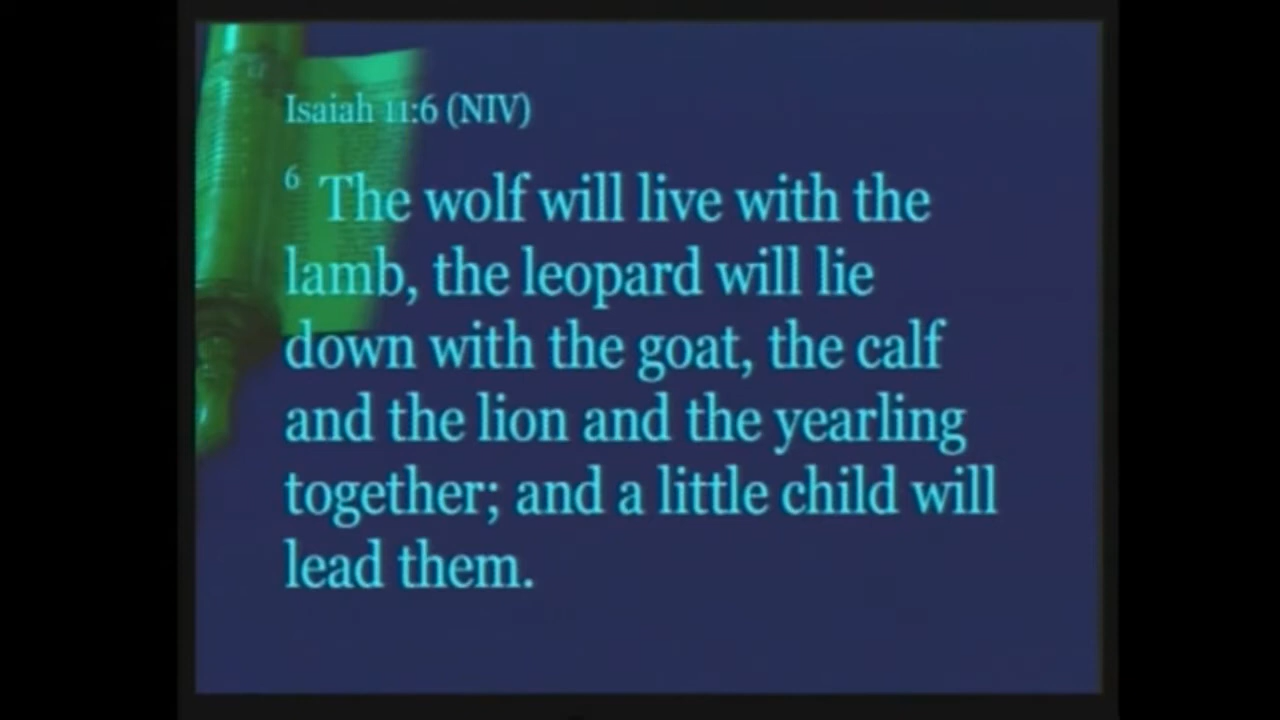 Isaiah 11:6 (NIV)
6 The wolf will live with the
lamb, the leopard will lie
down with the goat, the calf
and the lion and the yearling
together; and a little child will
lead them.